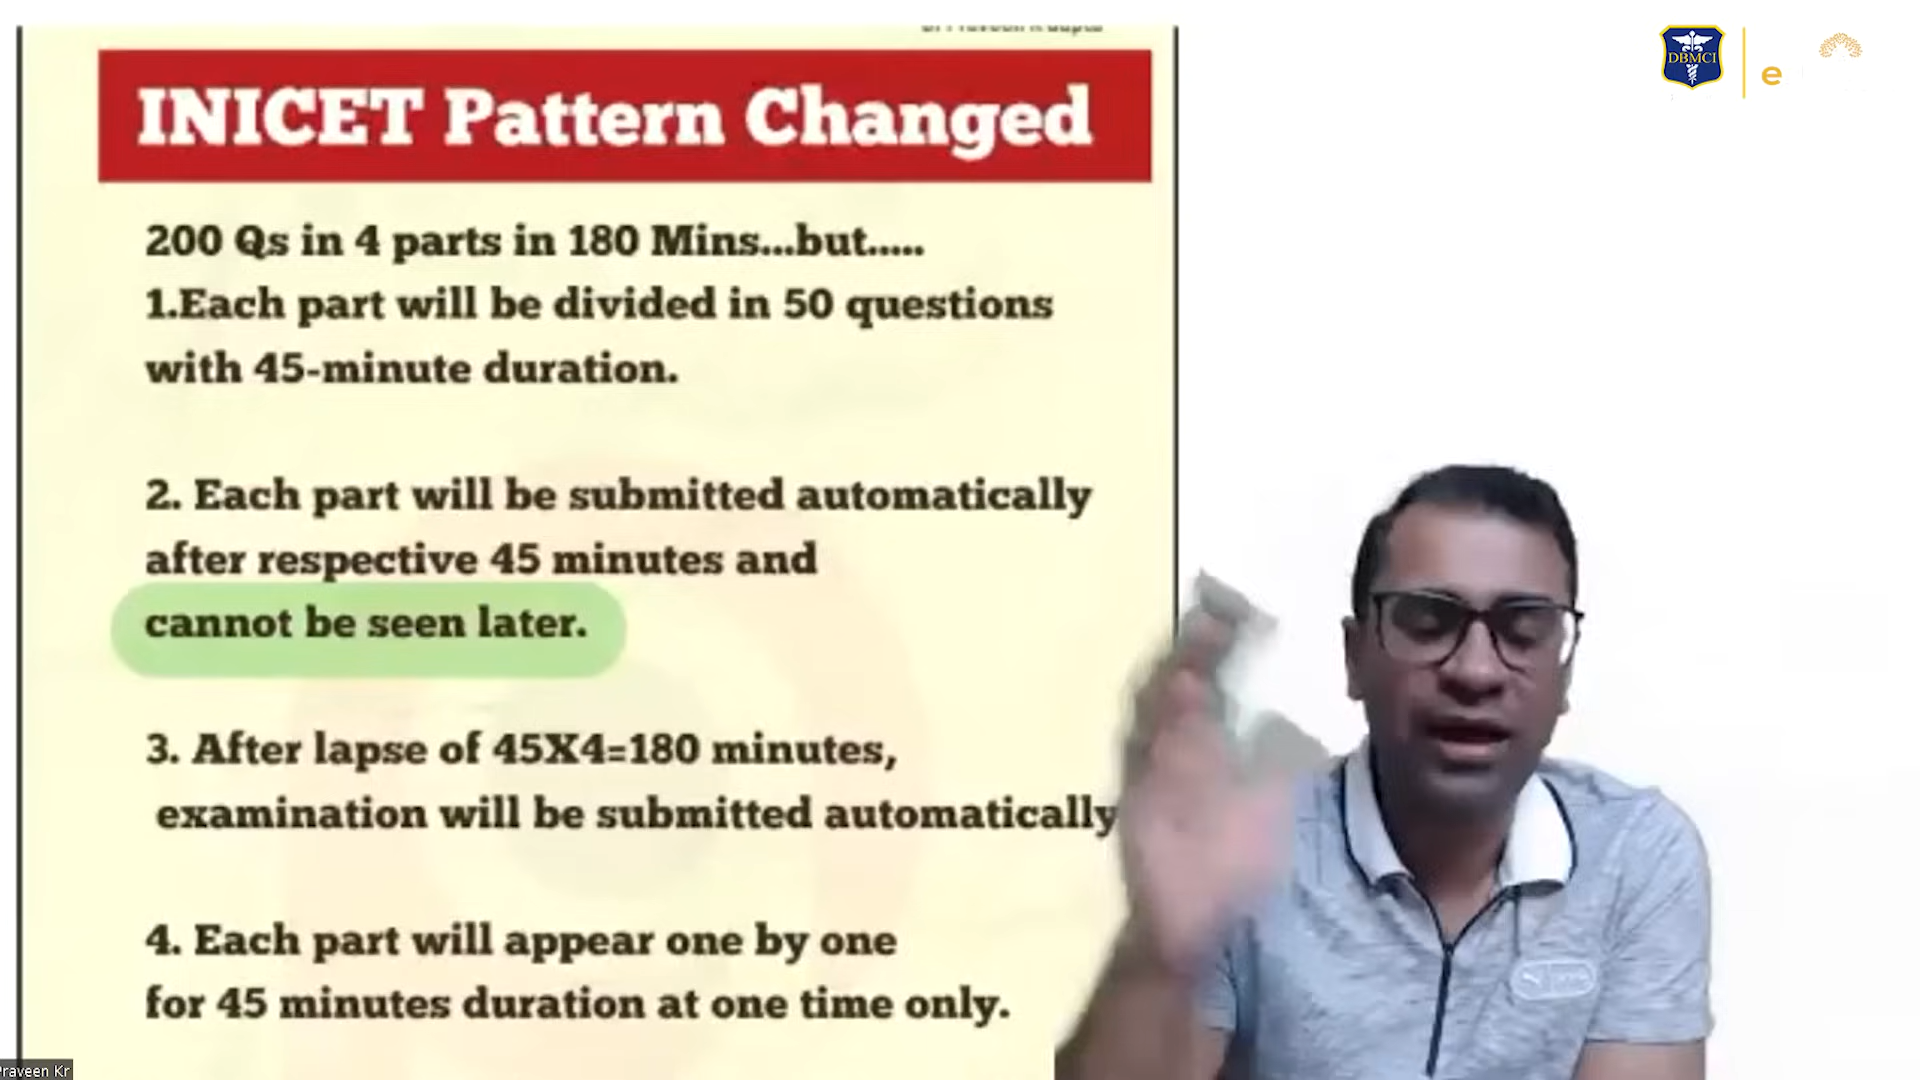 DBMCI
e
INICET Pattern Changed
200 Qs in 4 parts in 180 Mins...but.....
1.Each part will be divided in 50 questions
with 45-minute duration.
2. Each part will be submitted automatically
after respective 45 minutes and
cannot be seen later.
3. After lapse of 45X4=180 minutes,
examination will be submitted automatically
4. Each part will appear one by one
for 45 minutes duration at one time only.
Praveen Kr